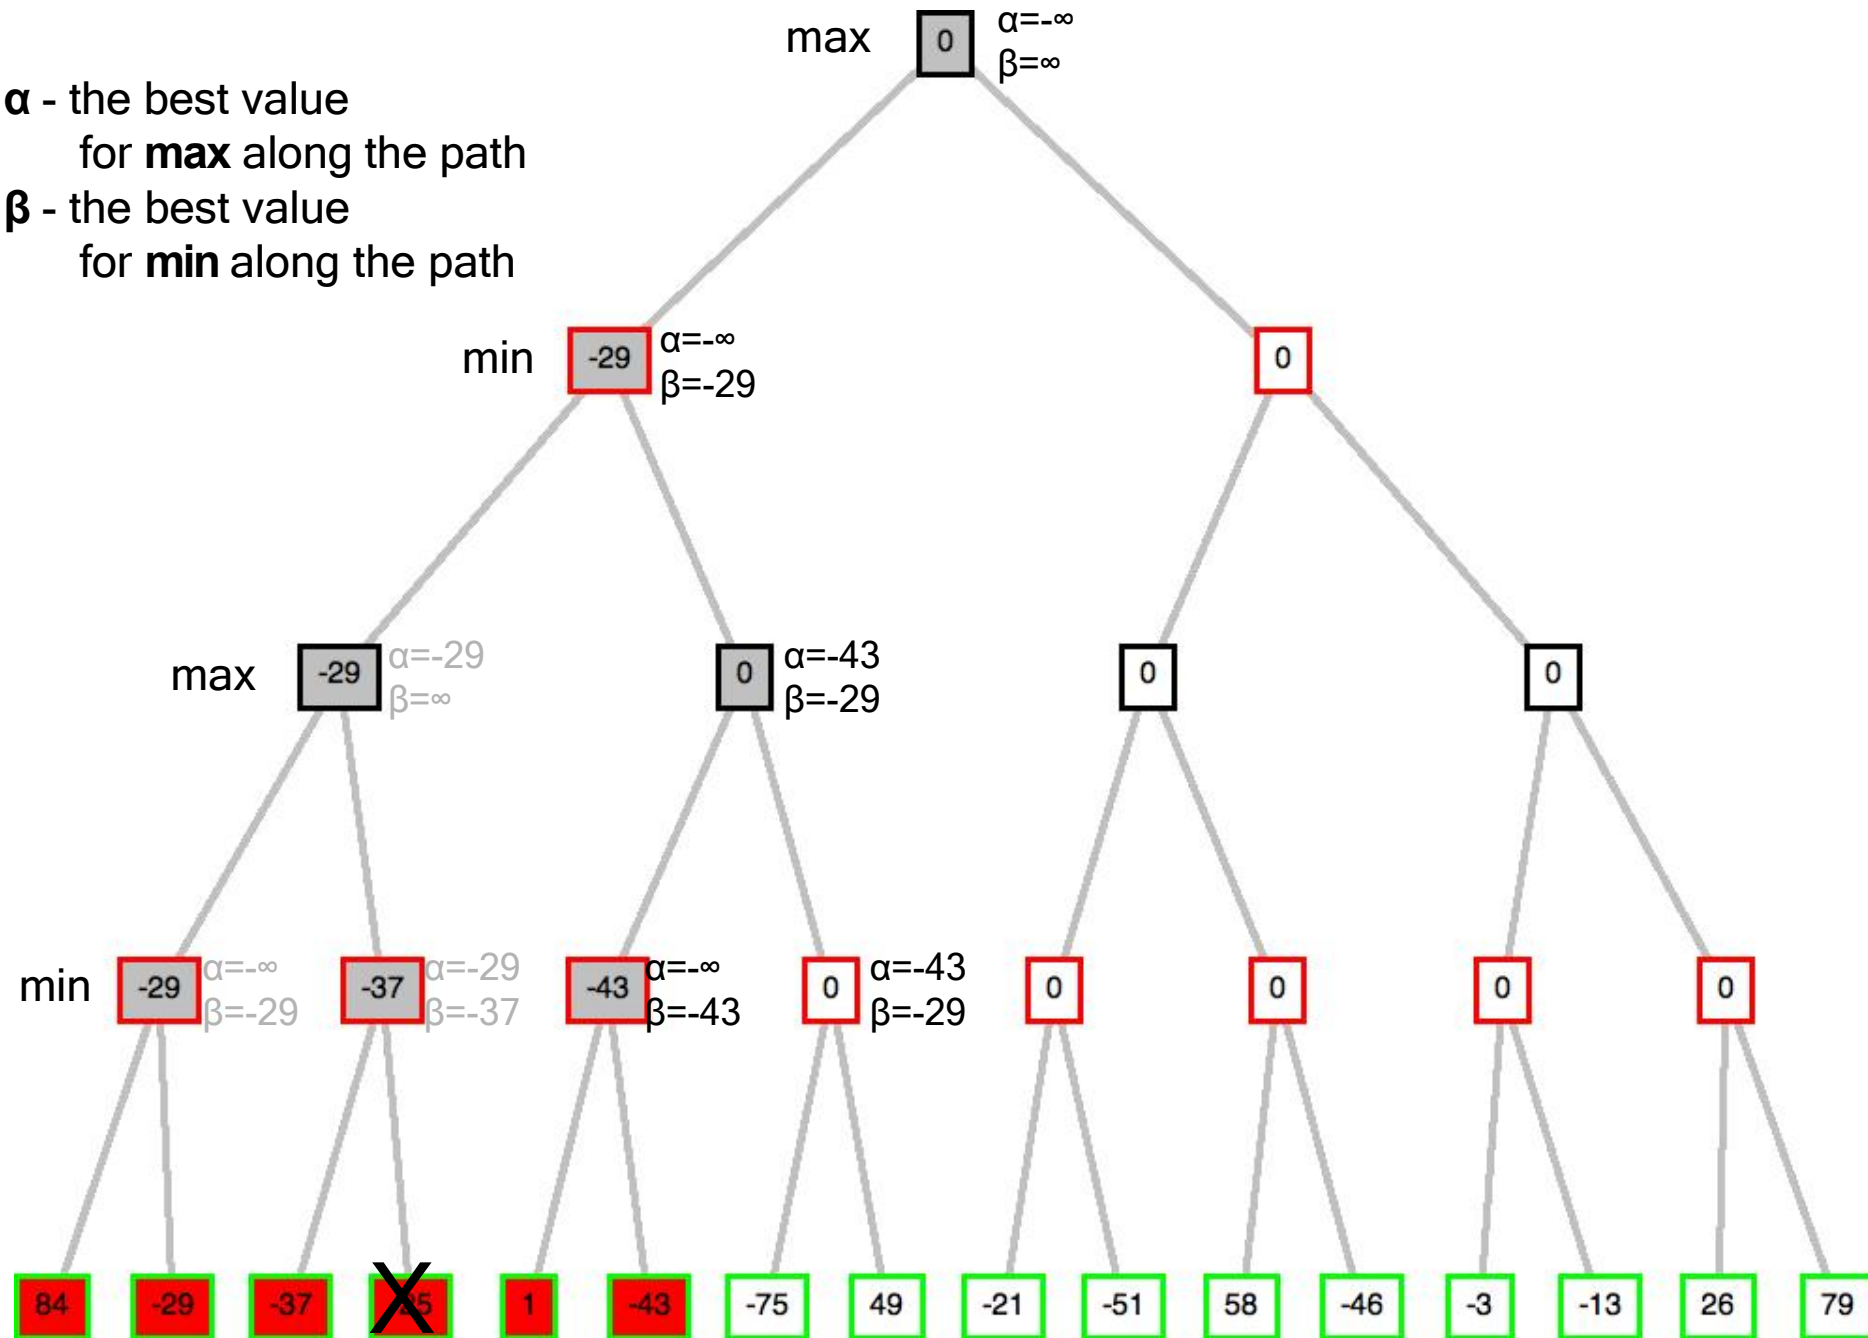 max 0 α=-∞
β=∞
α - the best value
for max along the path
β - the best value
for min along the path
min -29 α=-∞ 0
β=-29
max -29 α=-29 0 α=-43 0 0
β=∞ β=-29
min -29 α=-∞ -37 α=-29 -43 α=-∞ 0 α=-43 0 0 0 0
β=-29 β=-37 β=-43 β=-29
84 -29 -37 X 1 -43 -75 49 -21 -51 58 -46 -3 -13 26 79